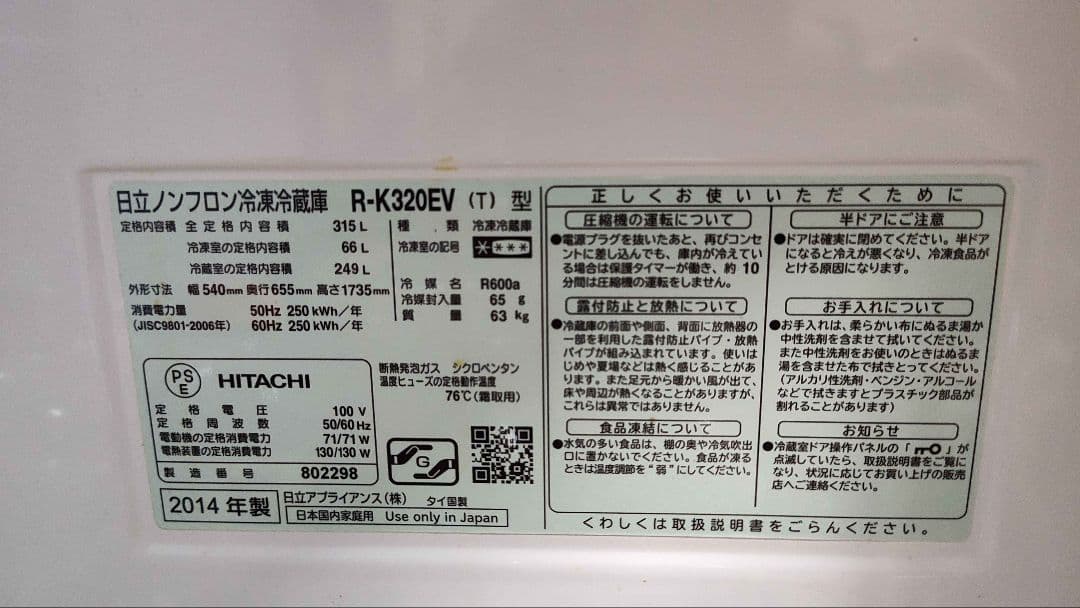 日立ノンフロン冷凍冷蔵庫 R-K320EV (T) 型
定格内容積 全定格内容積 315 L
冷凍室の定格内容積 66 L
冷蔵室の定格内容積 249 L
外形寸法 幅540mm 奥行655mm 高さ1735mm
消費電力量 50Hz 250 kWh/年
(JISC9801-2006年) 60Hz 250 kWh/年
種類 冷凍冷蔵庫
冷凍室の記号 ****
冷媒名 R600a
冷媒封入量 65 g
質量 63 kg
PS
E
HITACHI
定格電圧 100 V
定格周波数 50/60 Hz
電動機の定格消費電力 71/71 W
電熱装置の定格消費電力 130/130 W
製造番号 802298
断熱発泡ガス シクロペンタン
温度ヒューズの定格動作温度
76℃(霜取用)
G
2014 年製
日立アプライアンス(株) タイ国製
日本国内家庭用 Use only in Japan
正しくお使いいただくために
圧縮機の運転について
●電源プラグを抜いたあと、再びコンセ
ントに差し込んでも、庫内が冷えてい
る場合は保護タイマーが働き、約10
分間は圧縮機の運転をしません。
露付防止と放熱について
●冷蔵庫の前面や側面、背面に放熱器の
一部を利用した露付防止パイプ・放熱
パイプが組み込まれています。使いは
じめや夏場などは熱く感じることがあ
ります。また足元から暖かい風が出て、
床や周辺が熱くなることがありますが、
これらは異常ではありません。
食品凍結について
●水気の多い食品は、棚の奥や冷気吹出
口に置かないでください。食品が凍る
ときは温度調節を“弱”にしてください。
半ドアにご注意
●ドアは確実に閉めてください。半ドア
になると冷えが悪くなり、冷凍食品が
とける原因になります。
お手入れについて
●お手入れは、柔らかい布にぬるま湯か
中性洗剤を含ませて拭いてください。
また中性洗剤をお使いのときはぬるま
湯を含ませた布で拭きとってください。
(アルカリ性洗剤・ベンジン・アルコール
などで拭きますとプラスチック部品が
割れることがあります)
お知らせ
●冷蔵室ドア操作パネルの「 」が
点滅していたら、取扱説明書をご覧に
なり、状況に応じてお買い上げの販売
店へご連絡ください。
くわしくは取扱説明書をごらんください。